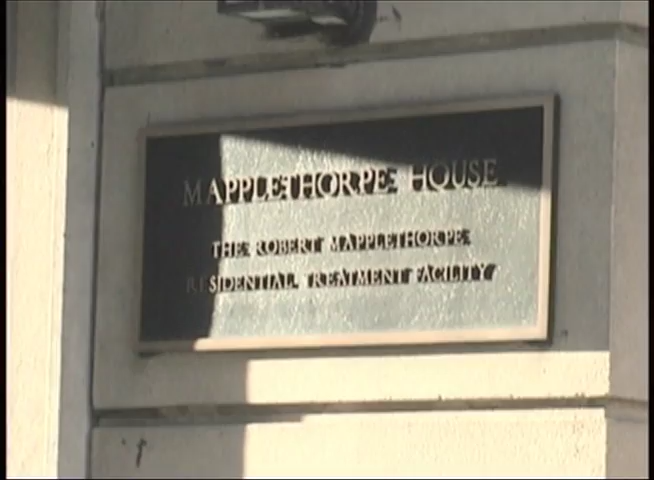 MAPPLETHORPE HOUSE
THE ROBERT MAPPLETHORPE
RESIDENTIAL TREATMENT FACILITY